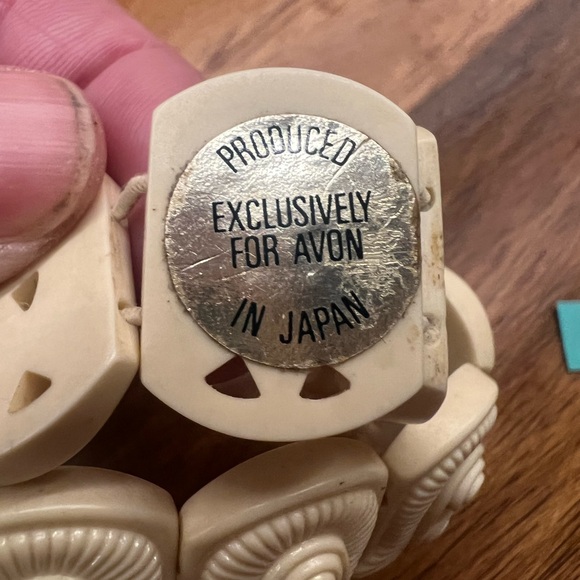 PRODUCED
EXCLUSIVELY
FOR AVON
IN JAPAN